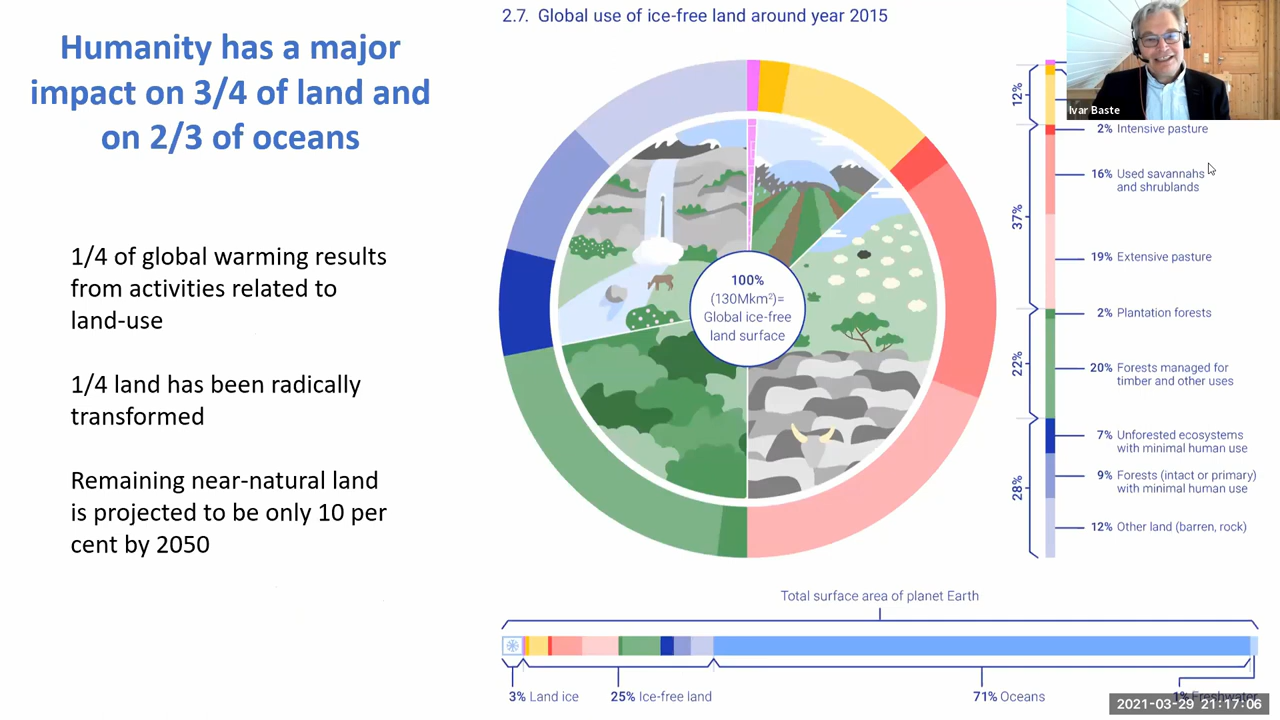 Humanity has a major
impact on 3/4 of land and
on 2/3 of oceans
1/4 of global warming results
from activities related to
land-use
1/4 land has been radically
transformed
Remaining near-natural land
is projected to be only 10 per
cent by 2050
2.7. Global use of ice-free land around year 2015
100%
(130Mkm²)=
Global ice-free
land surface
12%
37%
22%
28%
2% Intensive pasture
16% Used savannahs
and shrublands
19% Extensive pasture
2% Plantation forests
20% Forests managed for
timber and other uses
7% Unforested ecosystems
with minimal human use
9% Forests (intact or primary)
with minimal human use
12% Other land (barren, rock)
Total surface area of planet Earth
3% Land ice
25% Ice-free land
71% Oceans
1% Freshwater
Ivar Baste
2021-03-29 21:17:06